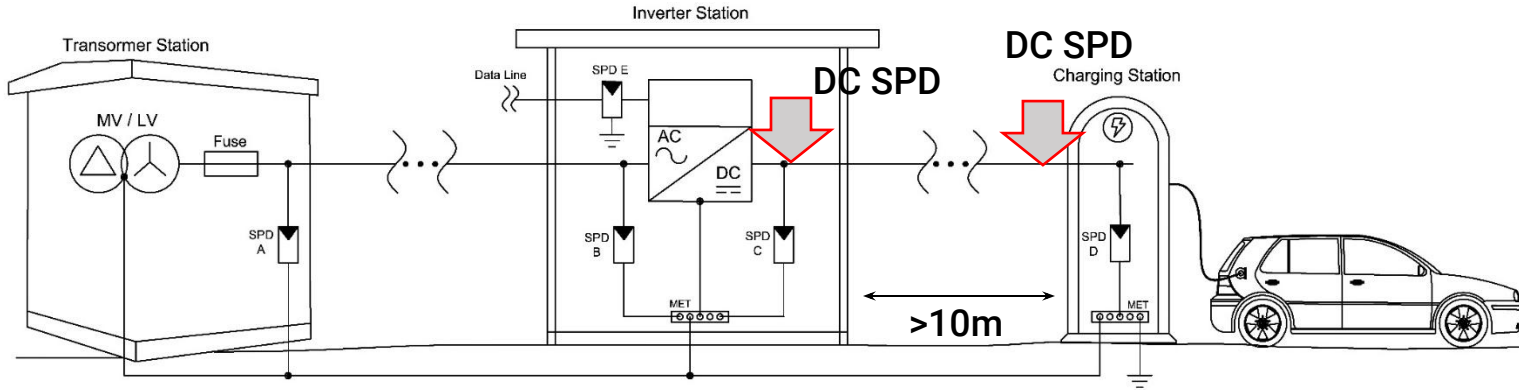 Inverter Station
Transormer Station
DC SPD
Charging Station
DC SPD
Data Line
SPD E
MV / LV
Fuse
AC
DC
SPD
A
SPD
B
SPD
C
SPD
D
MET
MET
>10m